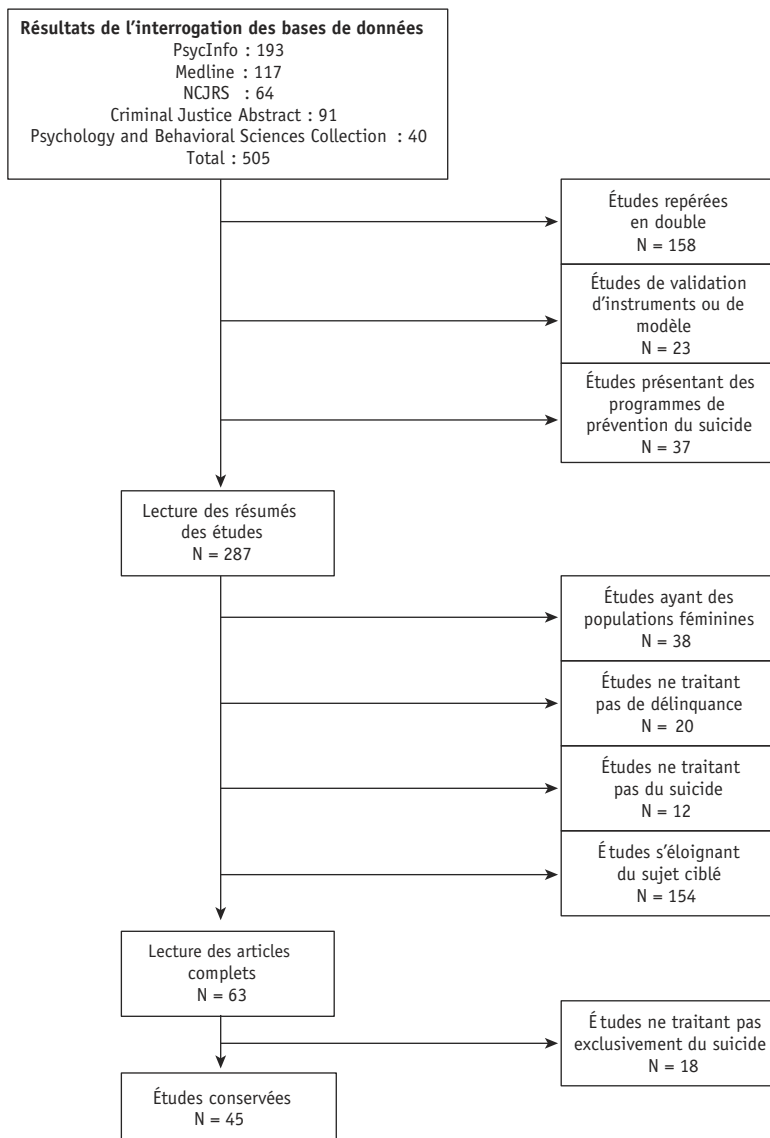 Résultats de l'interrogation des bases de données
PsycInfo : 193
Medline : 117
NCJRS : 64
Criminal Justice Abstract : 91
Psychology and Behavioral Sciences Collection : 40
Total : 505
Études repérées
en double
N = 158
Études de validation
d'instruments ou de
modèle
N = 23
Études présentant des
programmes de
prévention du suicide
N = 37
Lecture des résumés
des études
N = 287
Études ayant des
populations féminines
N = 38
Études ne traitant
pas de délinquance
N = 20
Études ne traitant
pas du suicide
N = 12
Études s'éloignant
du sujet ciblé
N = 154
Lecture des articles
complets
N = 63
Études ne traitant pas
exclusivement du suicide
N = 18
Études conservées
N = 45